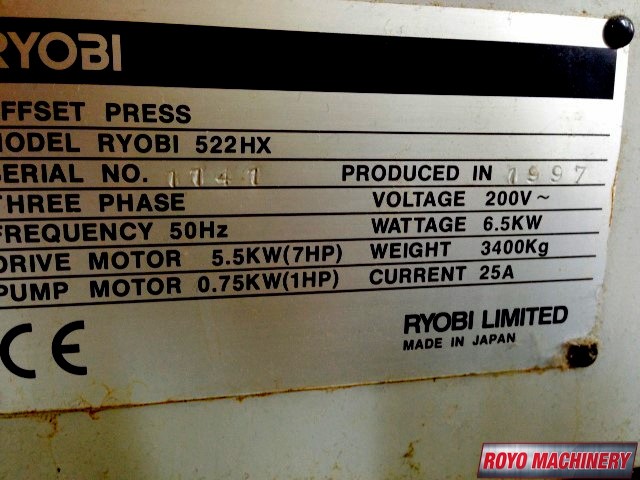 RYOBI
OFFSET PRESS
MODEL RYOBI 522HX
SERIAL NO. 1741 PRODUCED IN 1997
THREE PHASE VOLTAGE 200V~
FREQUENCY 50Hz WATTAGE 6.5KW
DRIVE MOTOR 5.5KW(7HP) WEIGHT 3400Kg
PUMP MOTOR 0.75KW(1HP) CURRENT 25A
CE
RYOBI LIMITED
MADE IN JAPAN
ROYO MACHINERY